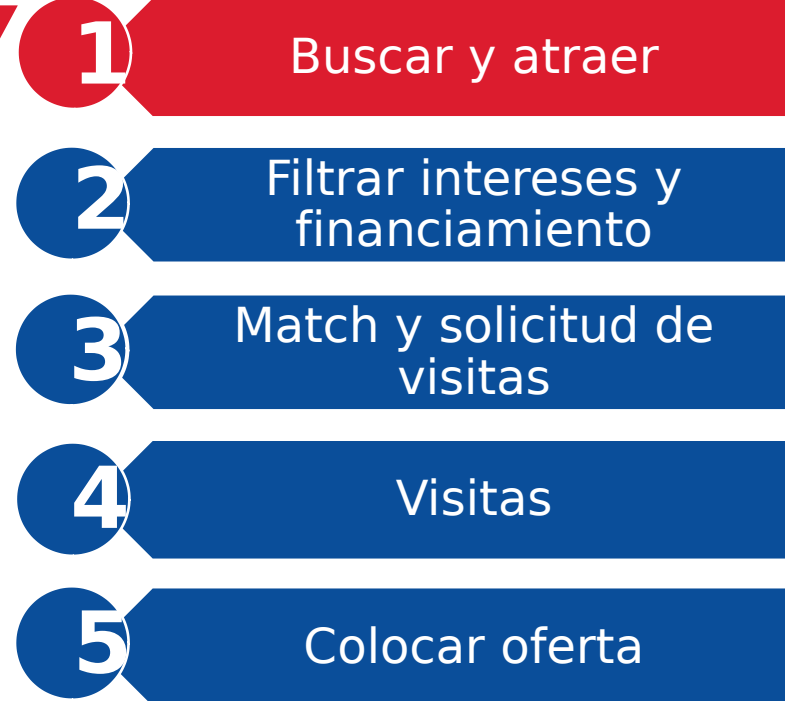 1
Buscar y atraer
2
Filtrar intereses y
financiamiento
3
Match y solicitud de
visitas
4
Visitas
5
Colocar oferta